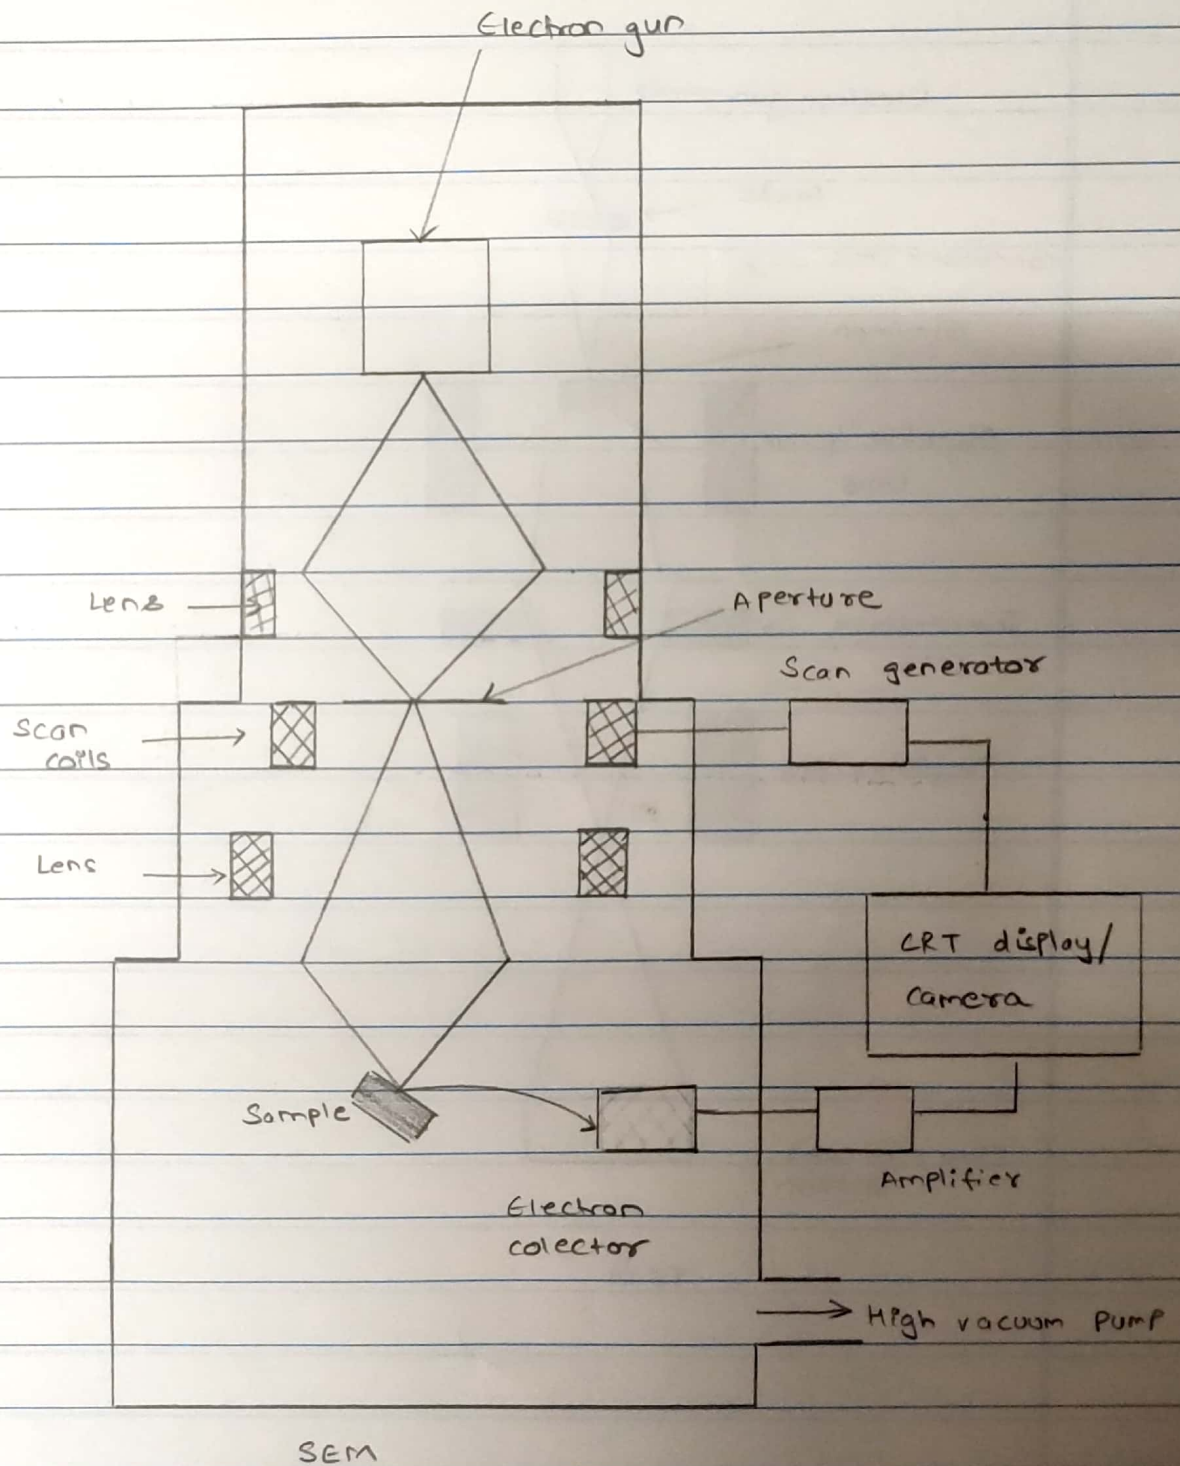 Electron gun
Lens
Aperture
Scan generator
Scan
coils
Lens
CRT display/
camera
Sample
Amplifier
Electron
colector
High vacuum pump
SEM